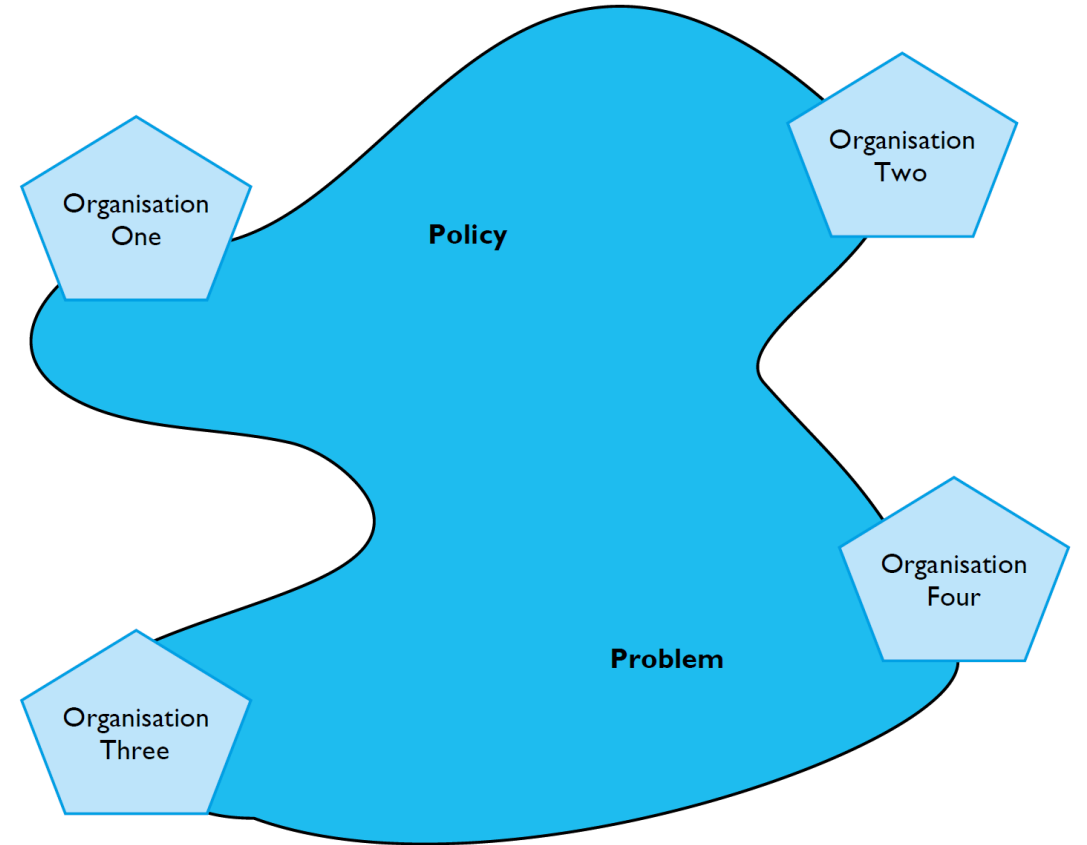 Organisation
Two
Organisation
One
Policy
Organisation
Four
Problem
Organisation
Three